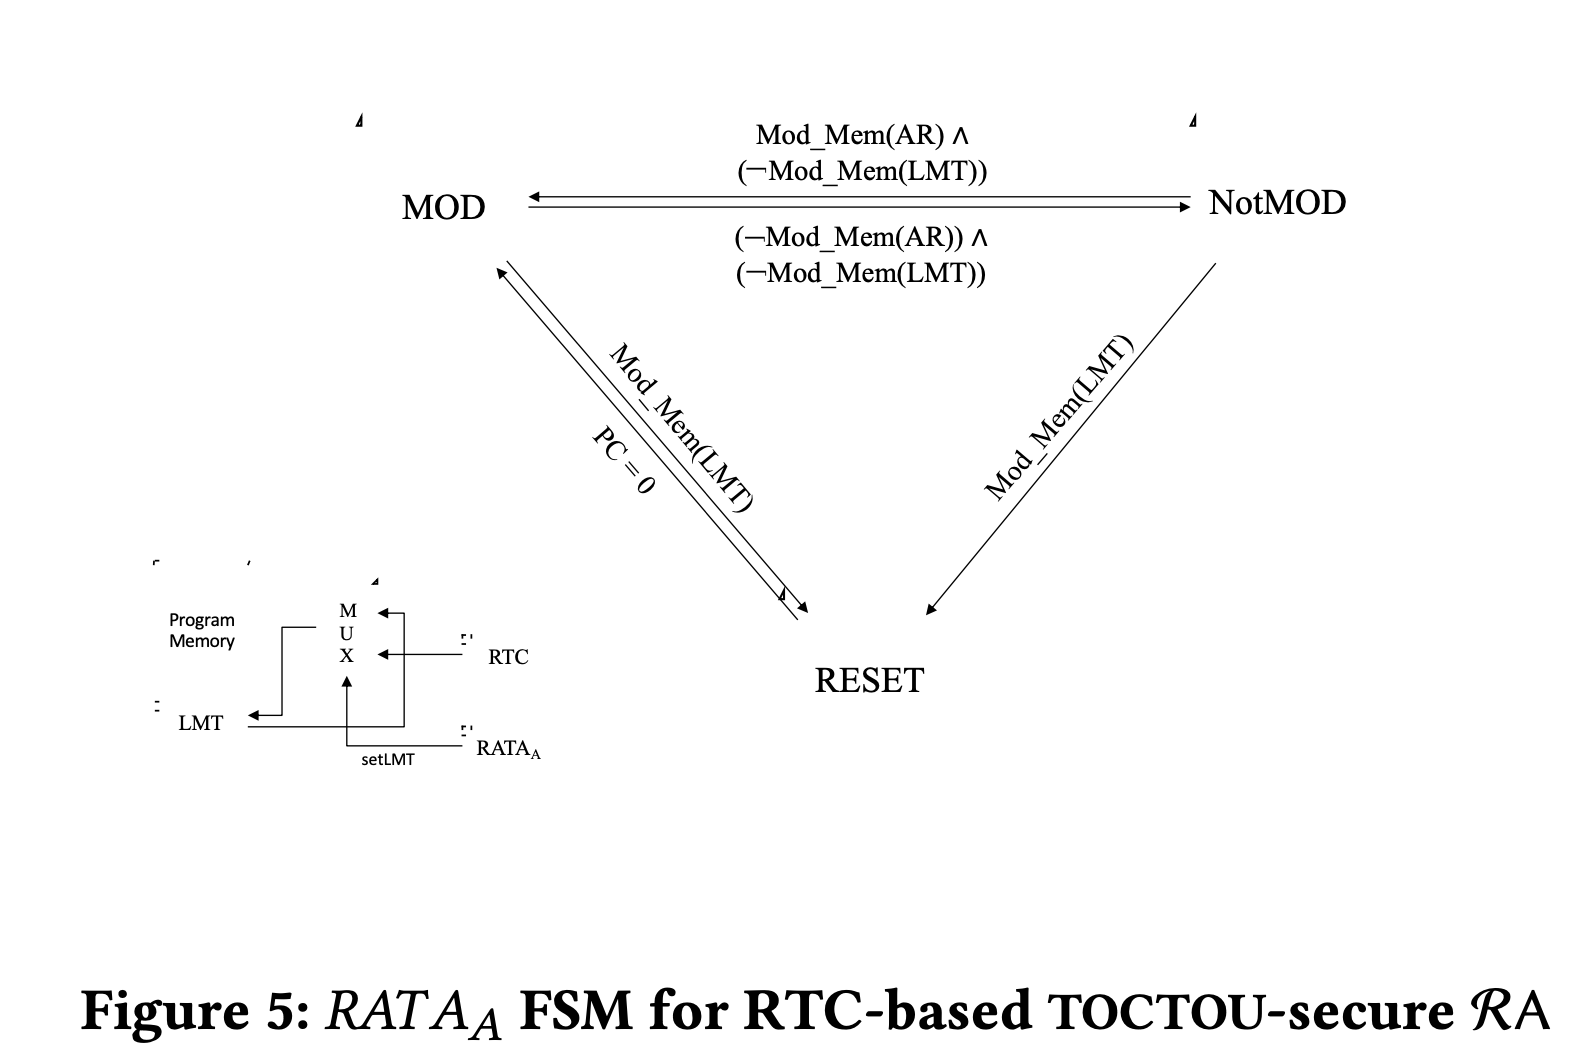 Mod_Mem(AR) ∧
(¬Mod_Mem(LMT))
MOD
NotMOD
(¬Mod_Mem(AR)) ∧
(¬Mod_Mem(LMT))
Mod_Mem(LMT)
PC = 0
Mod_Mem(LMT)
RESET
Program
Memory
M
U
X
RTC
LMT
RATA_A
setLMT
Figure 5: RATA_A FSM for RTC-based TOCTOU-secure ℛA